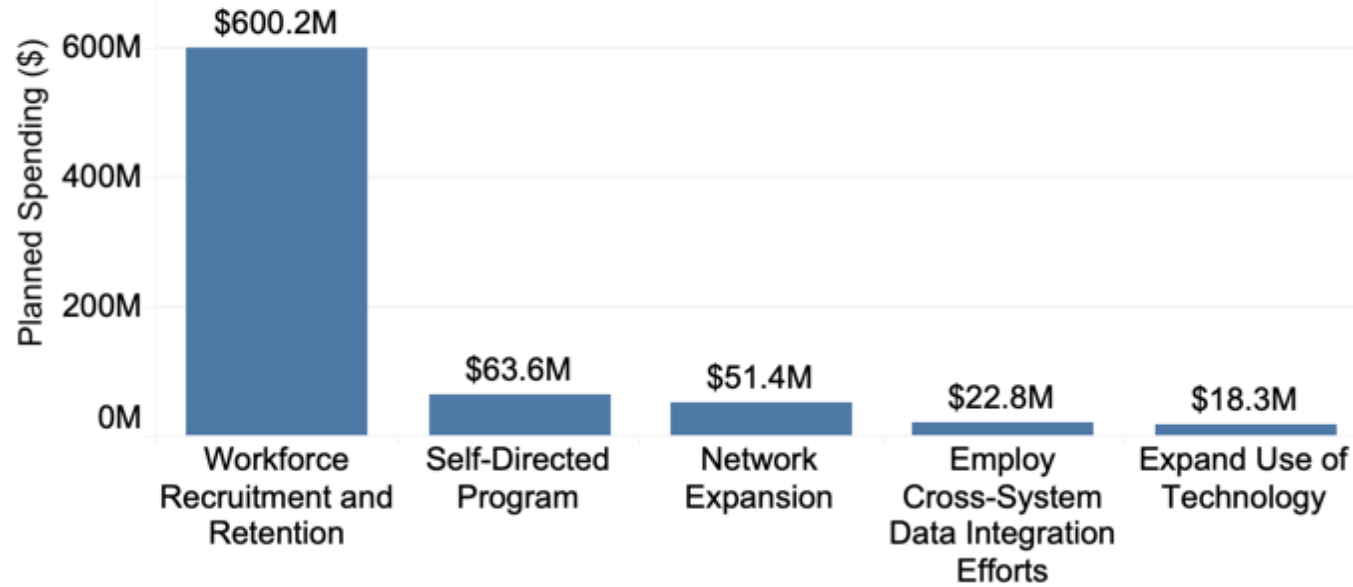 $600.2M
Planned Spending ($)
600M
400M
200M
0M
$63.6M
$51.4M
$22.8M
$18.3M
Workforce
Recruitment and
Retention
Self-Directed
Program
Network
Expansion
Employ
Cross-System
Data Integration
Efforts
Expand Use of
Technology